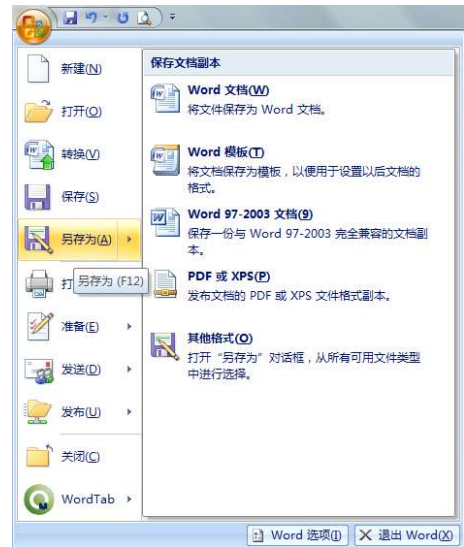 新建(N)
打开(O)
转换(V)
保存(S)
另存为(A)
打
另存为 (F12)
准备(E)
发送(D)
发布(U)
关闭(C)
WordTab
保存文档副本
Word 文档(W)
将文件保存为 Word 文档。
Word 模板(T)
将文档保存为模板，以便用于设置以后文档的
格式。
Word 97-2003 文档(9)
保存一份与 Word 97-2003 完全兼容的文档副
本。
PDF 或 XPS(P)
发布文档的 PDF 或 XPS 文件格式副本。
其他格式(O)
打开“另存为”对话框，从所有可用文件类型
中进行选择。
Word 选项(I)
退出 Word(X)